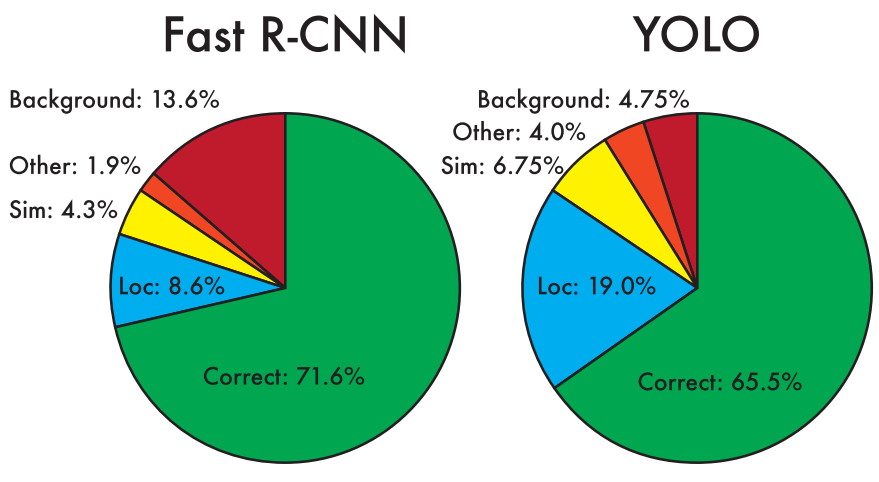 Fast R-CNN
Background: 13.6%
Other: 1.9%
Sim: 4.3%
Loc: 8.6%
Correct: 71.6%
YOLO
Background: 4.75%
Other: 4.0%
Sim: 6.75%
Loc: 19.0%
Correct: 65.5%